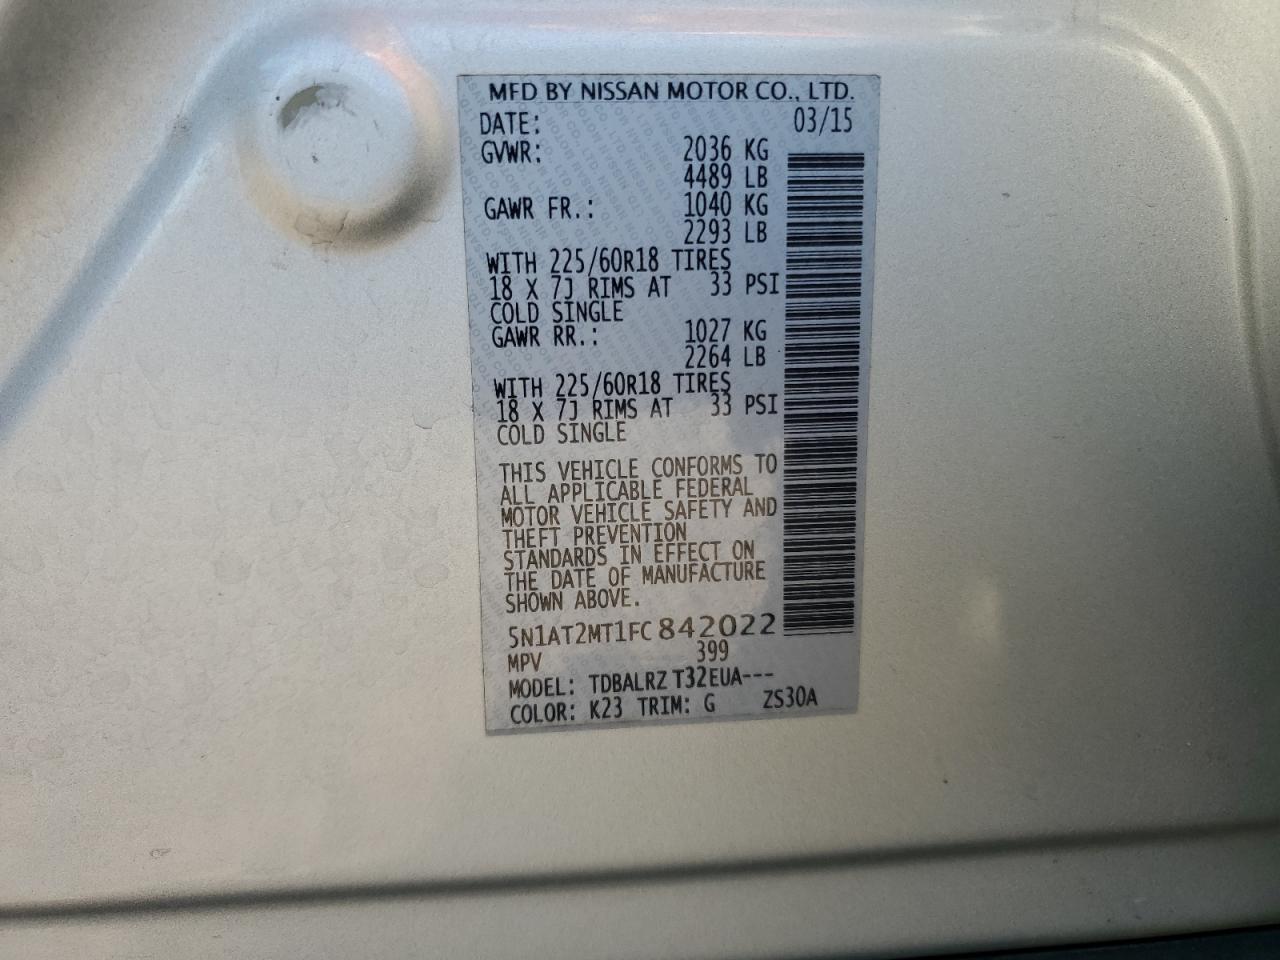 MFD BY NISSAN MOTOR CO., LTD.
DATE: 03/15
GVWR: 2036 KG
4489 LB
GAWR FR.: 1040 KG
2293 LB
WITH 225/60R18 TIRES
18 X 7J RIMS AT 33 PSI
COLD SINGLE
GAWR RR.: 1027 KG
2264 LB
WITH 225/60R18 TIRES
18 X 7J RIMS AT 33 PSI
COLD SINGLE
THIS VEHICLE CONFORMS TO
ALL APPLICABLE FEDERAL
MOTOR VEHICLE SAFETY AND
THEFT PREVENTION
STANDARDS IN EFFECT ON
THE DATE OF MANUFACTURE
SHOWN ABOVE.
5N1AT2MT1FC842022
MPV 399
MODEL: TDBALRZ T32EUA---
COLOR: K23 TRIM: G ZS30A